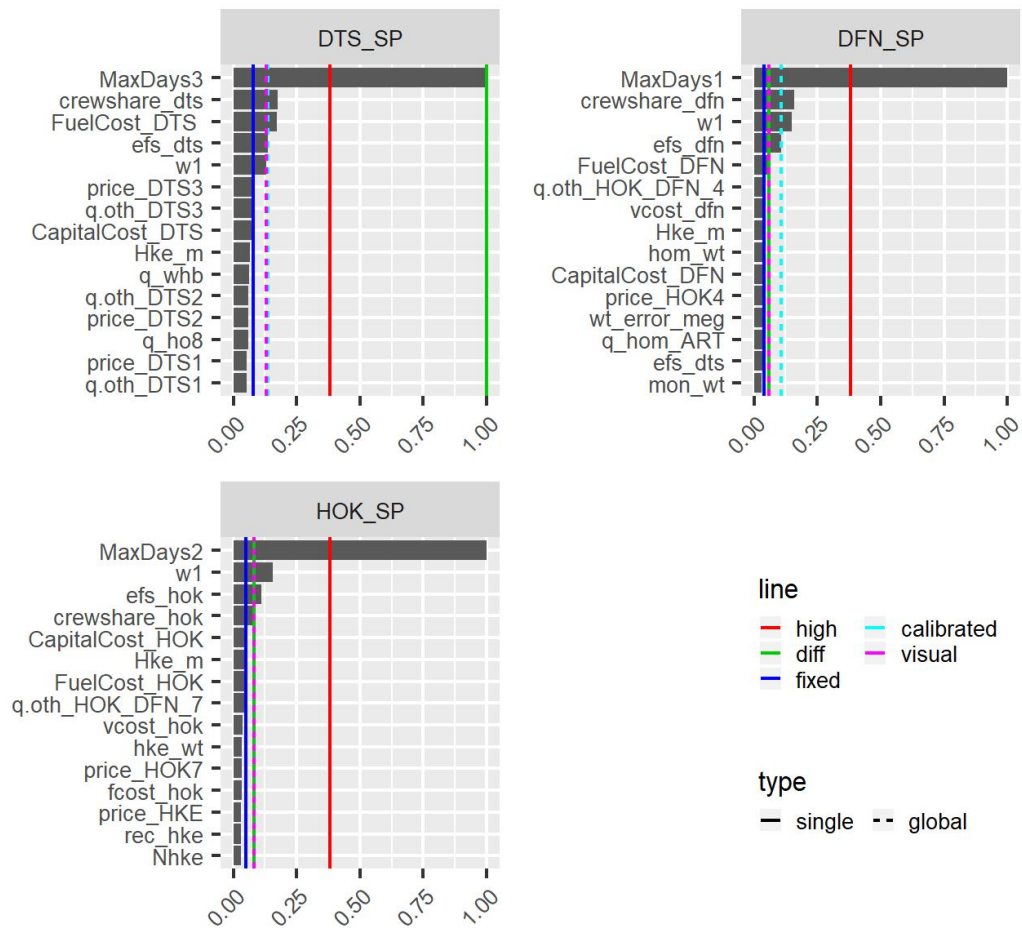 DTS_SP
MaxDays3
crewshare_dts
FuelCost_DTS
efs_dts
w1
price_DTS3
q.oth_DTS3
CapitalCost_DTS
Hke_m
q_whb
q.oth_DTS2
price_DTS2
q_ho8
price_DTS1
q.oth_DTS1
0.00 0.25 0.50 0.75 1.00
DFN_SP
MaxDays1
crewshare_dfn
w1
efs_dfn
FuelCost_DFN
q.oth_HOK_DFN_4
vcost_dfn
Hke_m
hom_wt
CapitalCost_DFN
price_HOK4
wt_error_meg
q_hom_ART
efs_dts
mon_wt
0.00 0.25 0.50 0.75 1.00
HOK_SP
MaxDays2
w1
efs_hok
crewshare_hok
CapitalCost_HOK
Hke_m
FuelCost_HOK
q.oth_HOK_DFN_7
vcost_hok
hke_wt
price_HOK7
fcost_hok
price_HKE
rec_hke
Nhke
0.00 0.25 0.50 0.75 1.00
line
high calibrated
diff visual
fixed
type
single global